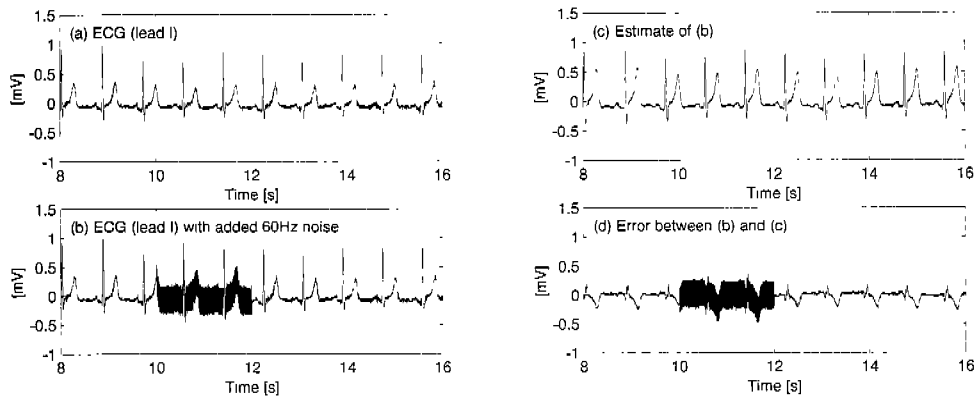 (a) ECG (lead I)
[mV]
1.5
1
0.5
0
-0.5
-1
8 10 12 14 16
Time [s]
(b) ECG (lead I) with added 60Hz noise
[mV]
1.5
1
0.5
0
-0.5
-1
8 10 12 14 16
Time [s]
(c) Estimate of (b)
[mV]
1.5
1
0.5
0
-0.5
-1
8 10 12 14 16
Time [s]
(d) Error between (b) and (c)
[mV]
1.5
1
0.5
0
-0.5
-1
8 10 12 14 16
Time [s]